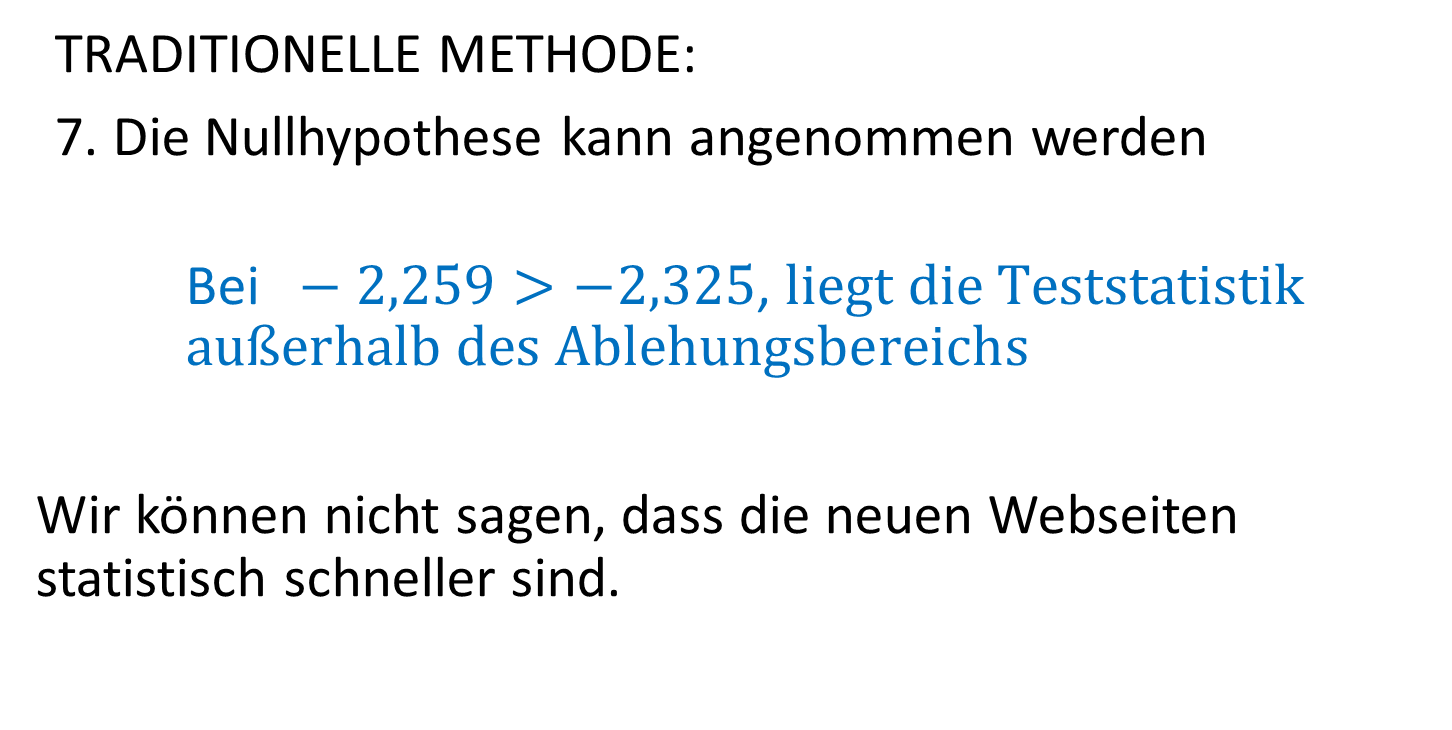 TRADITIONELLE METHODE:
7. Die Nullhypothese kann angenommen werden
Bei − 2,259 > −2,325, liegt die Teststatistik
außerhalb des Ablehungsbereichs
Wir können nicht sagen, dass die neuen Webseiten
statistisch schneller sind.